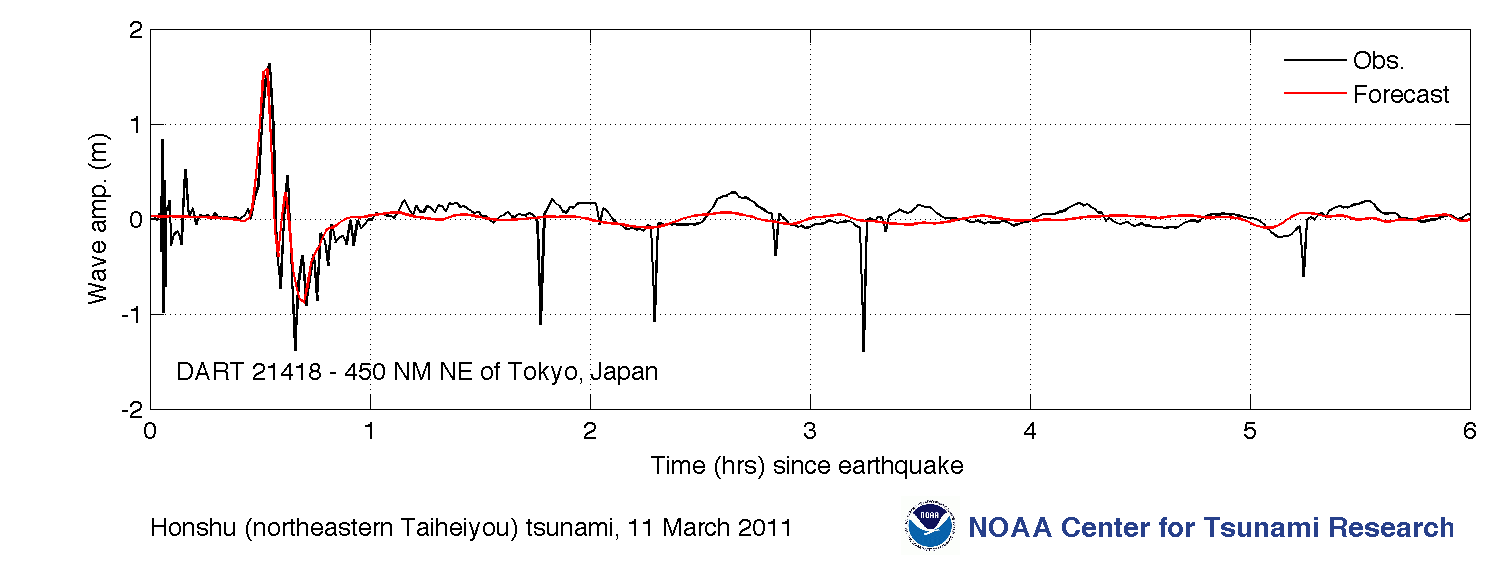 2
1
0
-1
-2
Wave amp. (m)
Obs.
Forecast
DART 21418 - 450 NM NE of Tokyo, Japan
0 1 2 3 4 5 6
Time (hrs) since earthquake
Honshu (northeastern Taiheiyou) tsunami, 11 March 2011
NOAA
NOAA Center for Tsunami Research